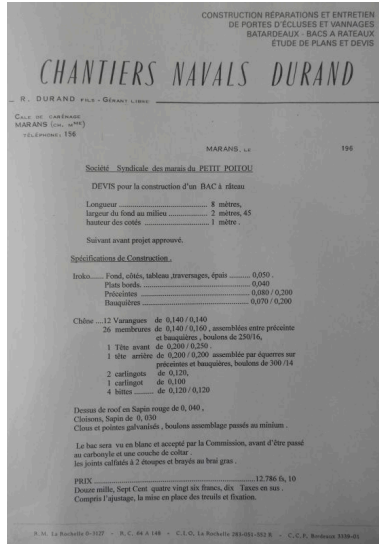 CONSTRUCTION RÉPARATIONS ET ENTRETIEN
DE PORTES D'ÉCLUSES ET VANNAGES
BATARDEAUX - BACS A RATEAUX
ÉTUDE DE PLANS ET DEVIS
CHANTIERS NAVALS DURAND
R. DURAND FILS - GÉRANT LIBRE
CALE DE CARÉNAGE
MARANS (CH. MME)
TÉLÉPHONE: 156
MARANS, LE 196
Société Syndicale des marais du PETIT POITOU
DEVIS pour la construction d'un BAC à râteau
Longueur ........................................ 8 mètres,
largeur du fond au milieu .................. 2 mètres, 45
hauteur des cotés ........................... 1 mètre .
Suivant avant projet approuvé.
Spécifications de Construction .
Iroko...... Fond, côtés, tableau ,traversages, épais .......... 0,050 .
Plats bords. ............................................ 0,040
Préceintes .............................................. 0,080 / 0,200
Bauquières ............................................. 0,070 / 0,200
Chêne ....12 Varangues de 0,140 / 0,140
26 membrures de 0,140 / 0,160 , assemblées entre préceinte
et bauquières , boulons de 250/16,
1 Tête avant de 0,200 / 0,250 .
1 tête arrière de 0,200 / 0,200 assemblée par équerres sur
préceintes et bauquières, boulons de 300 /14
2 carlingots de 0,120,
1 carlingot de 0,100
4 bittes ........ de 0,120 / 0,120
Dessus de roof en Sapin rouge de 0, 040 ,
Cloisons, Sapin de 0, 030
Clous et pointes galvanisés , boulons assemblage passés au minium .
Le bac sera vu en blanc et accepté par la Commission, avant d'être passé
au carbonyle et une couche de coltar .
les joints calfatés à 2 étoupes et brayés au brai gras .
PRIX .......................................................12.786 fs, 10
Douze mille, Sept Cent quatre vingt six francs, dix Taxes en sus .
Compris l'ajustage, la mise en place des treuils et fixation.
R. M. La Rochelle
C. C. P. Bordeaux